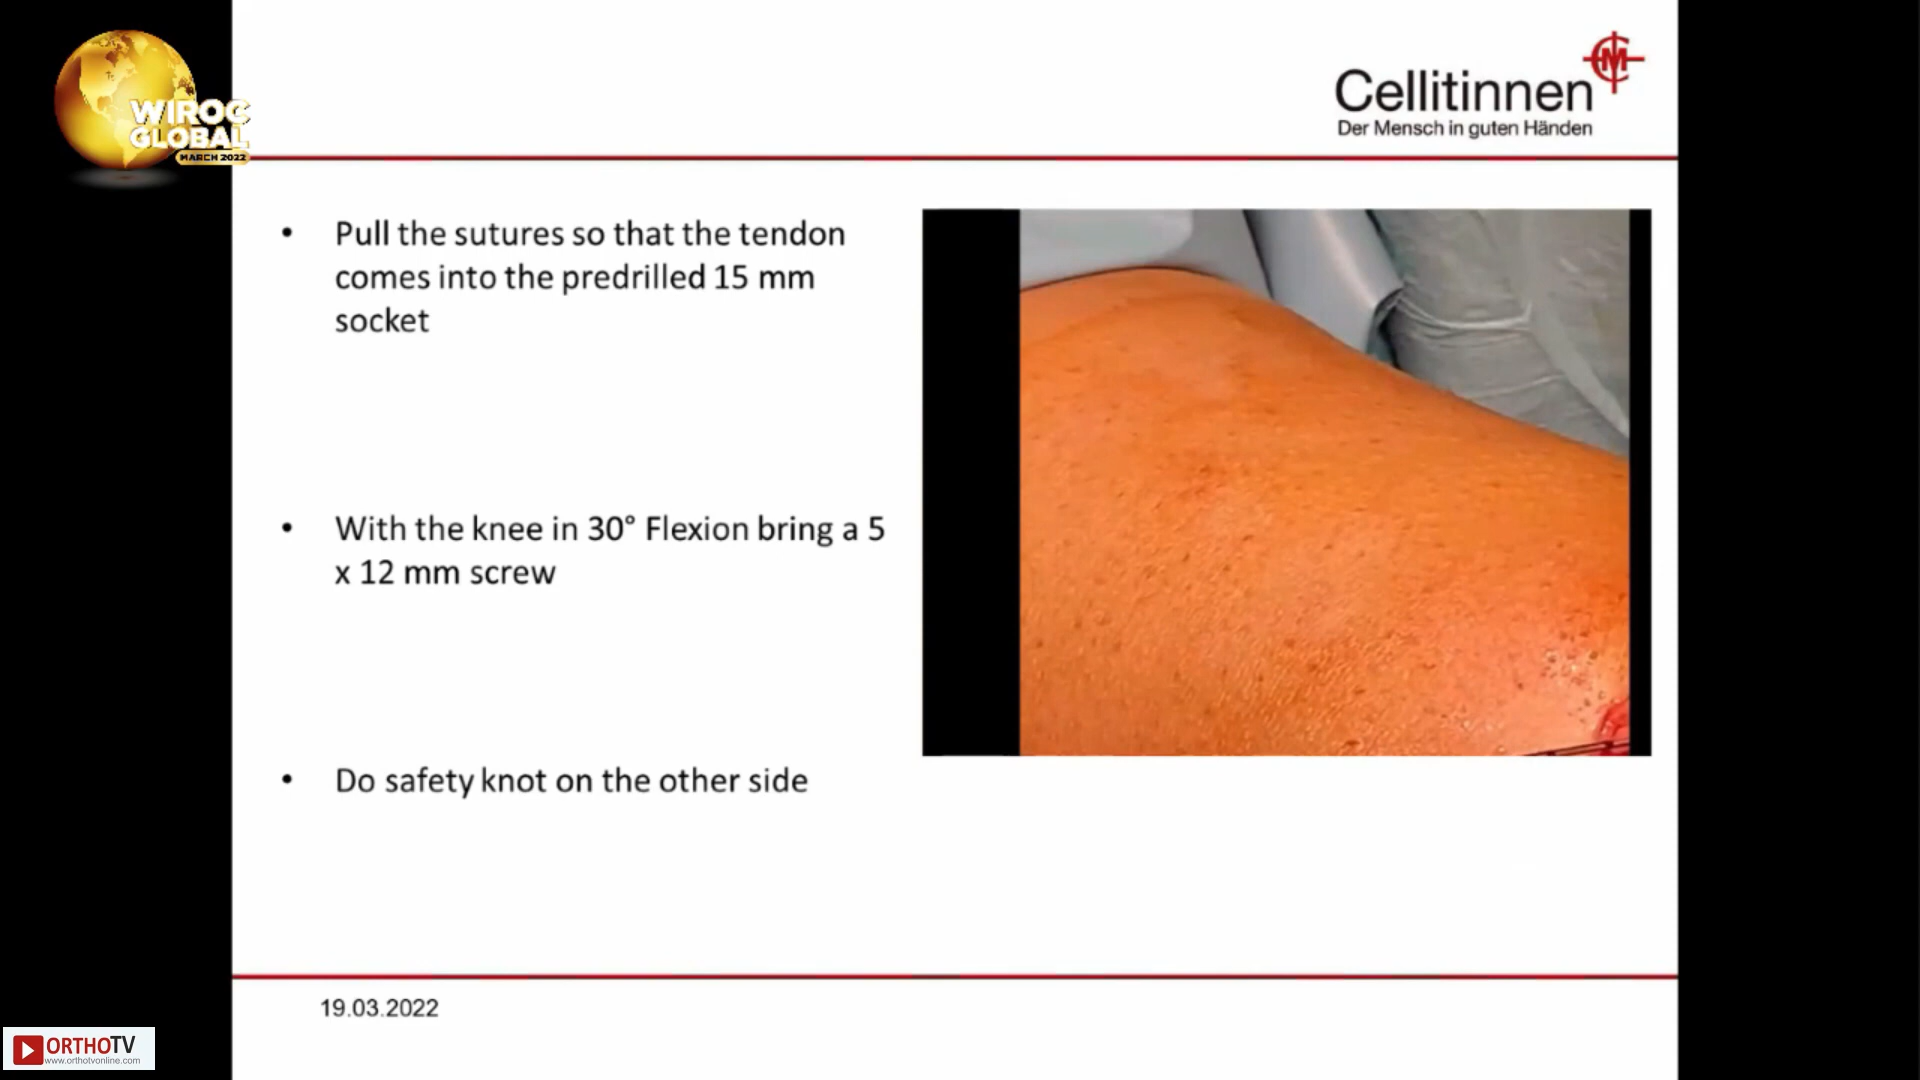 WIROC
GLOBAL
MARCH 2022
Cellitinnen
Der Mensch in guten Händen
• Pull the sutures so that the tendon
comes into the predrilled 15 mm
socket
• With the knee in 30° Flexion bring a 5
x 12 mm screw
• Do safety knot on the other side
19.03.2022
ORTHOTV
www.orthotvonline.com